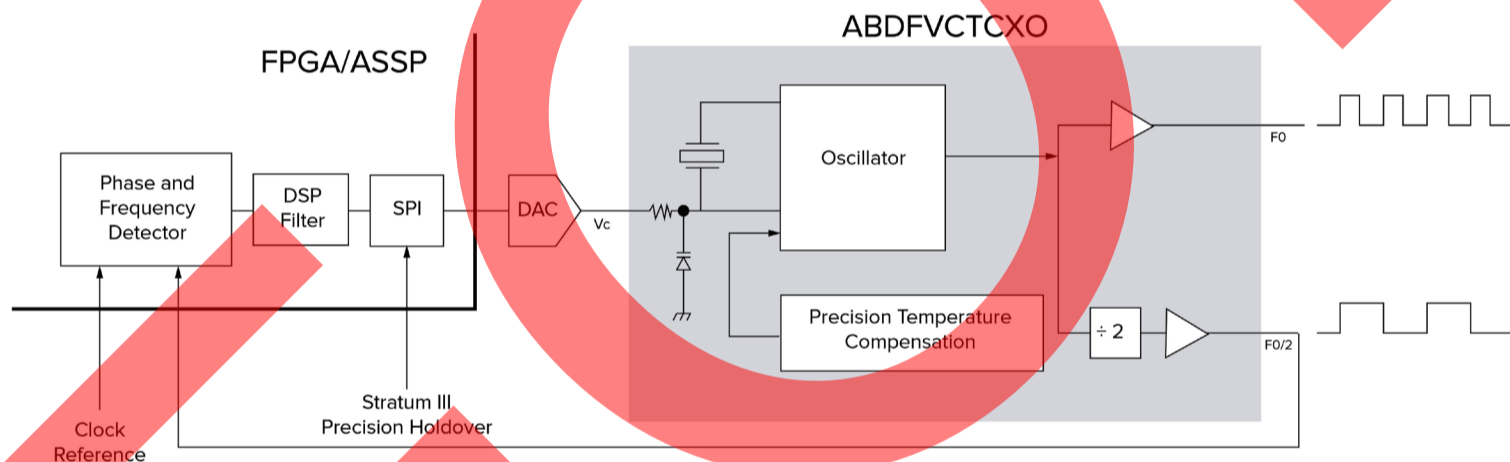 ABDFVCTCXO
FPGA/ASSP
Phase and
Frequency
Detector
DSP
Filter
SPI
DAC
Vc
Oscillator
F0
Precision Temperature
Compensation
÷ 2
F0/2
Stratum III
Precision Holdover
Clock
Reference